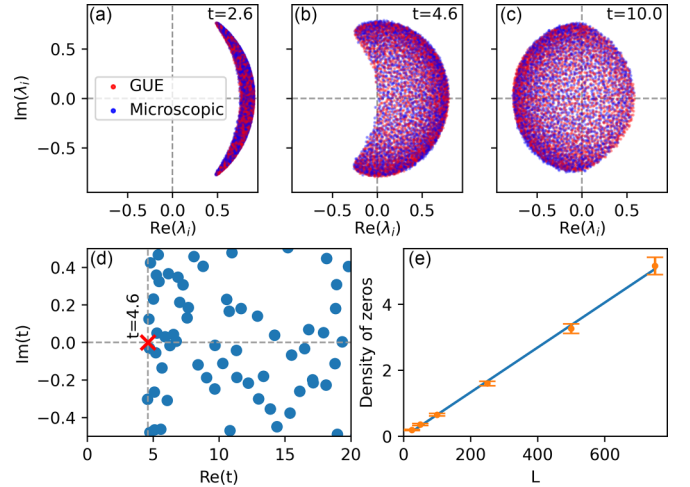 (a) t=2.6
(b) t=4.6
(c) t=10.0
Im(λᵢ)
0.5
0.0
−0.5
GUE
Microscopic
−0.5 0.0 0.5
−0.5 0.0 0.5
−0.5 0.0 0.5
Re(λᵢ)
Re(λᵢ)
Re(λᵢ)
(d)
Im(t)
0.4
0.2
0.0
−0.2
−0.4
t=4.6
0 5 10 15 20
Re(t)
(e)
Density of zeros
4
2
0
0 200 400 600
L